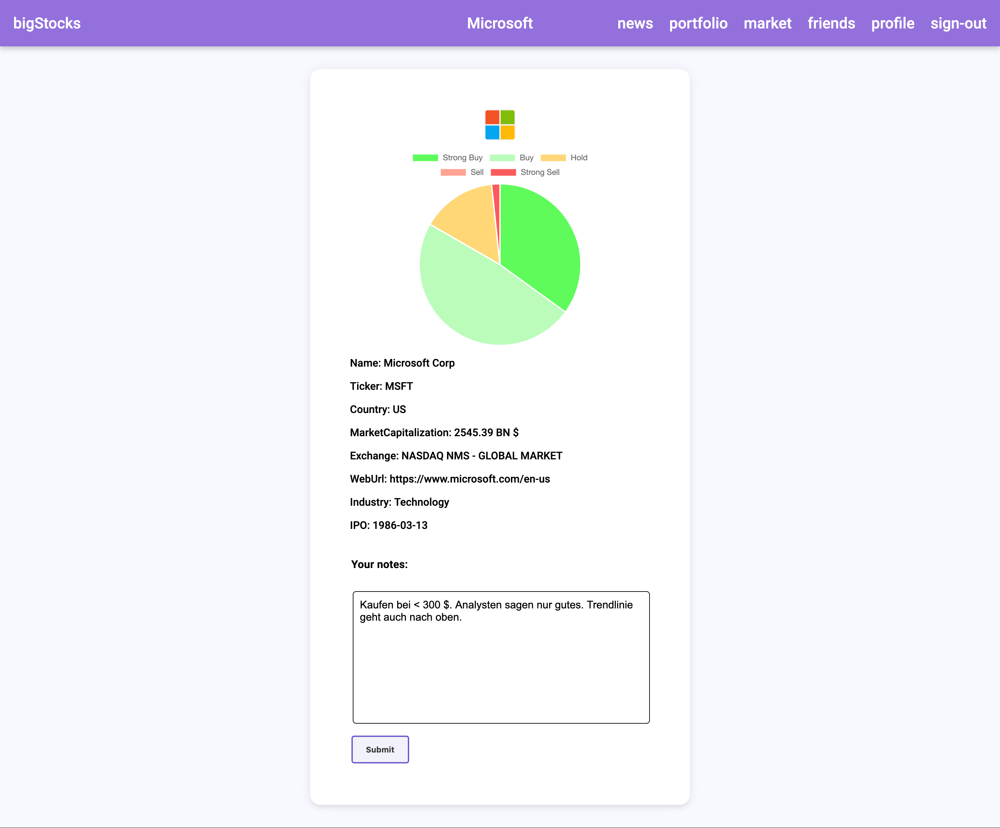 bigStocks
Microsoft
news portfolio market friends profile sign-out
Strong Buy Buy Hold
Sell Strong Sell
Name: Microsoft Corp
Ticker: MSFT
Country: US
MarketCapitalization: 2545.39 BN $
Exchange: NASDAQ NMS - GLOBAL MARKET
WebUrl: https://www.microsoft.com/en-us
Industry: Technology
IPO: 1986-03-13
Your notes:
Kaufen bei < 300 $. Analysten sagen nur gutes. Trendlinie
geht auch nach oben.
Submit